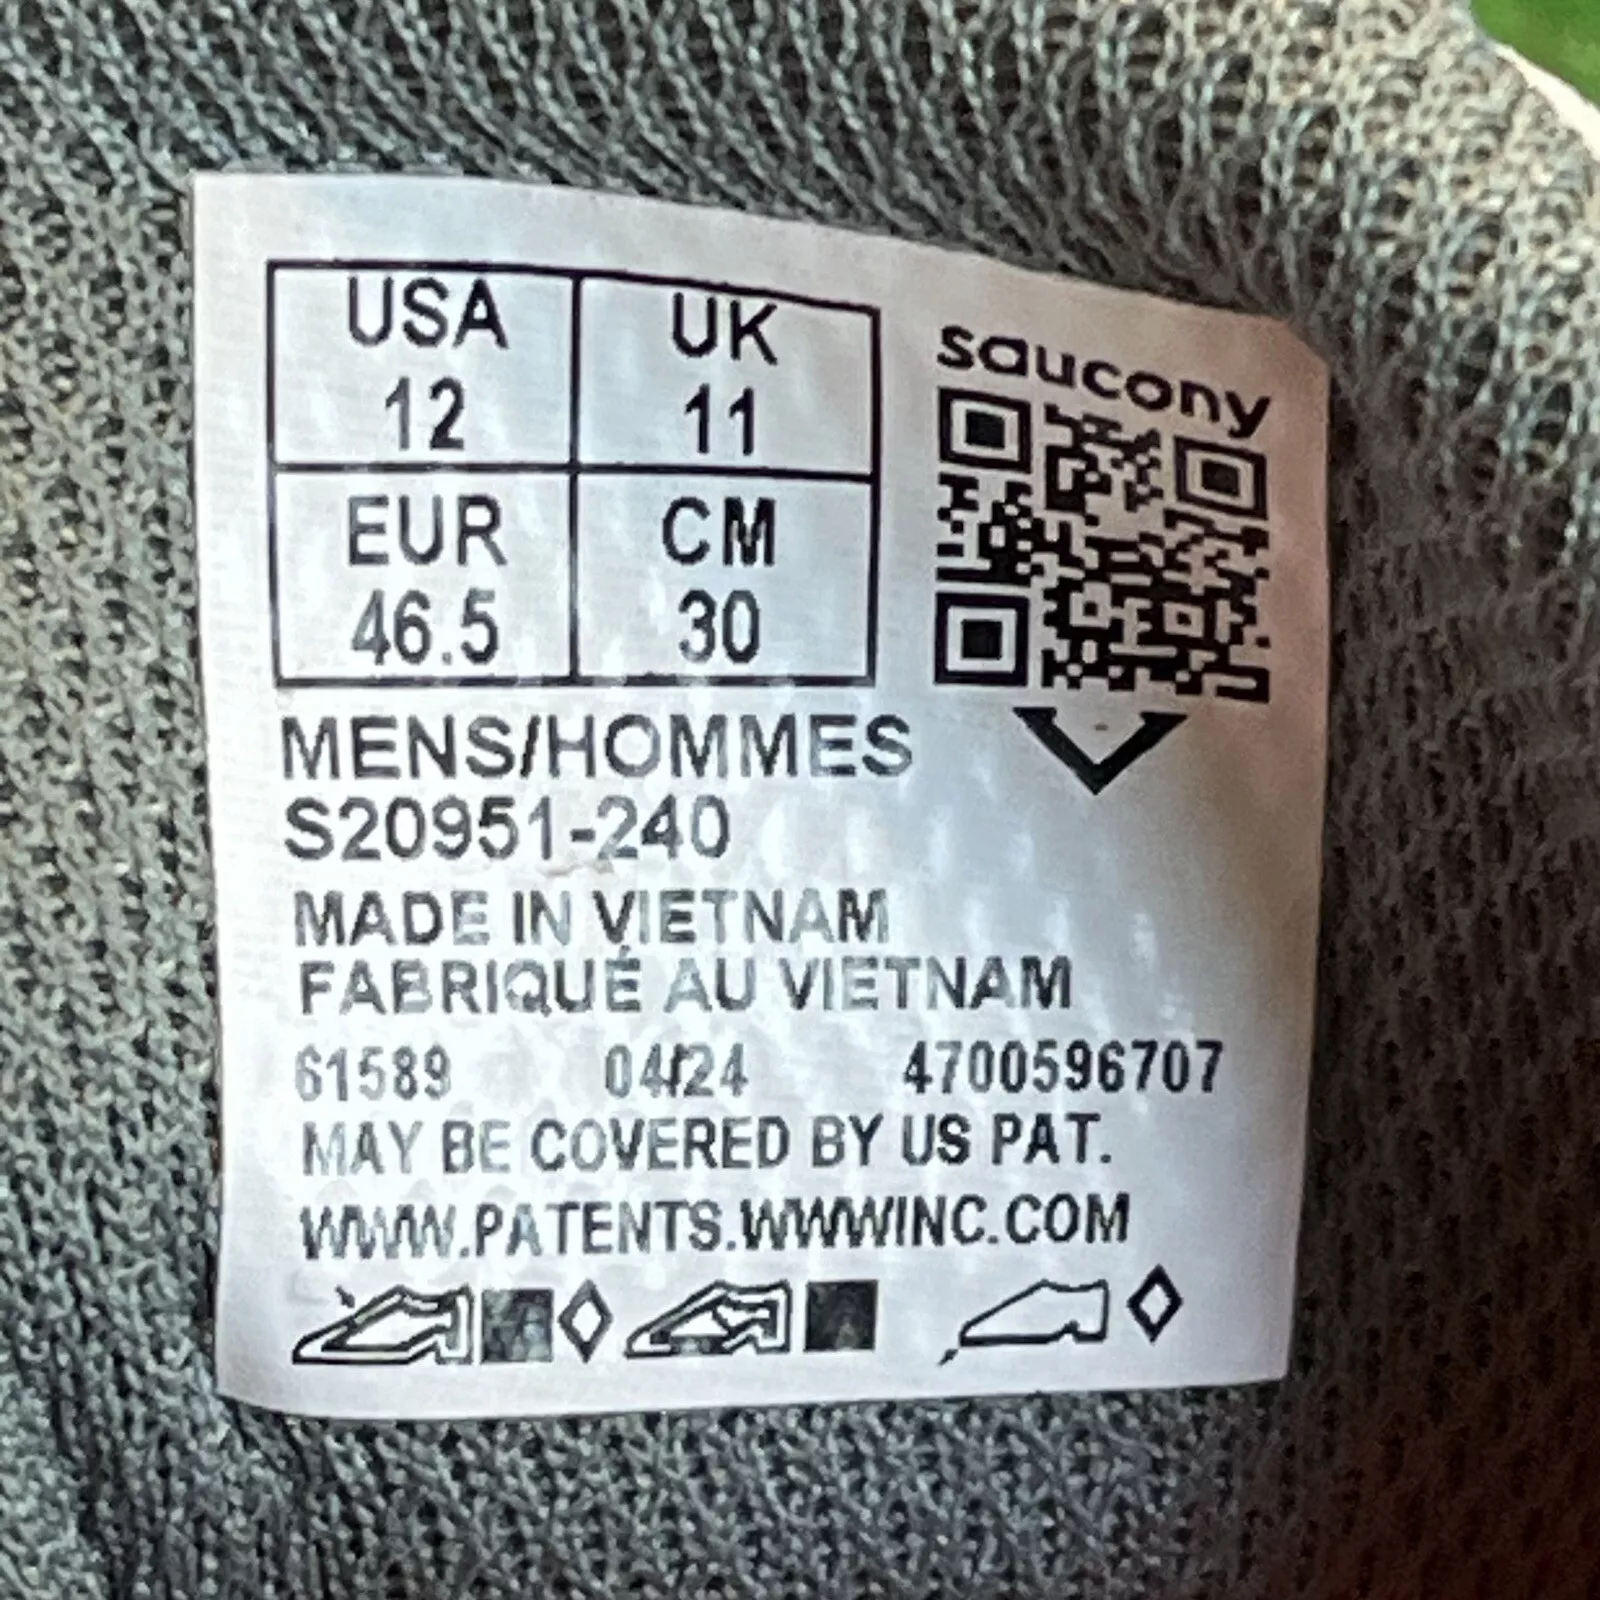 USA UK
12 11
EUR CM
46.5 30
saucony
MENS/HOMMES
S20951-240
MADE IN VIETNAM
FABRIQUÉ AU VIETNAM
61589 04/24 4700596707
MAY BE COVERED BY US PAT.
WWW.PATENTS.WWWINC.COM